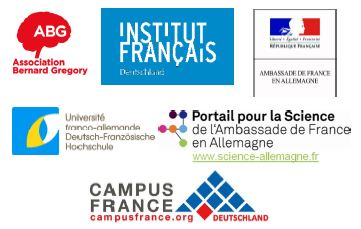 ABG
Association
Bernard Gregory
INSTITUT
FRANÇAIS
Deutschland
Liberté • Égalité • Fraternité
RÉPUBLIQUE FRANÇAISE
AMBASSADE DE FRANCE
EN ALLEMAGNE
Université
franco-allemande
Deutsch-Französische
Hochschule
Portail pour la Science
de l'Ambassade de France
en Allemagne
www.science-allemagne.fr
CAMPUS
FRANCE
campusfrance.org
DEUTSCHLAND